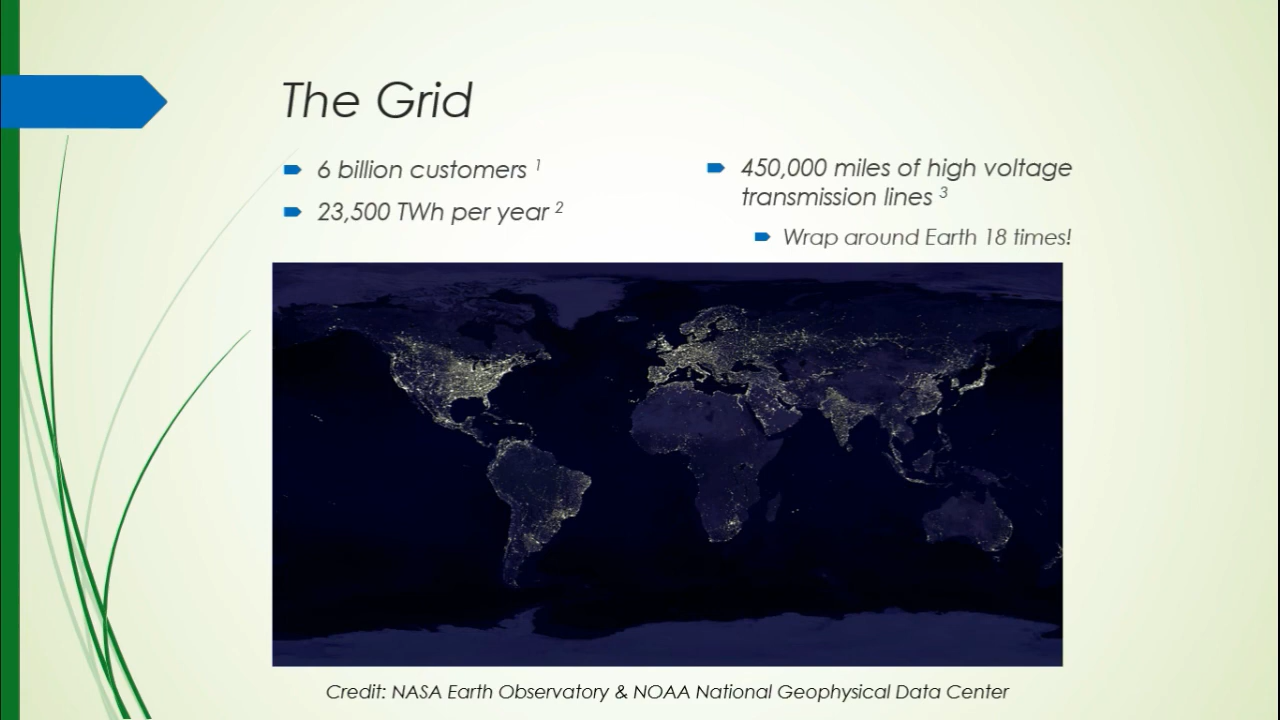 The Grid
6 billion customers ¹
23,500 TWh per year ²
450,000 miles of high voltage
transmission lines ³
Wrap around Earth 18 times!
Credit: NASA Earth Observatory & NOAA National Geophysical Data Center